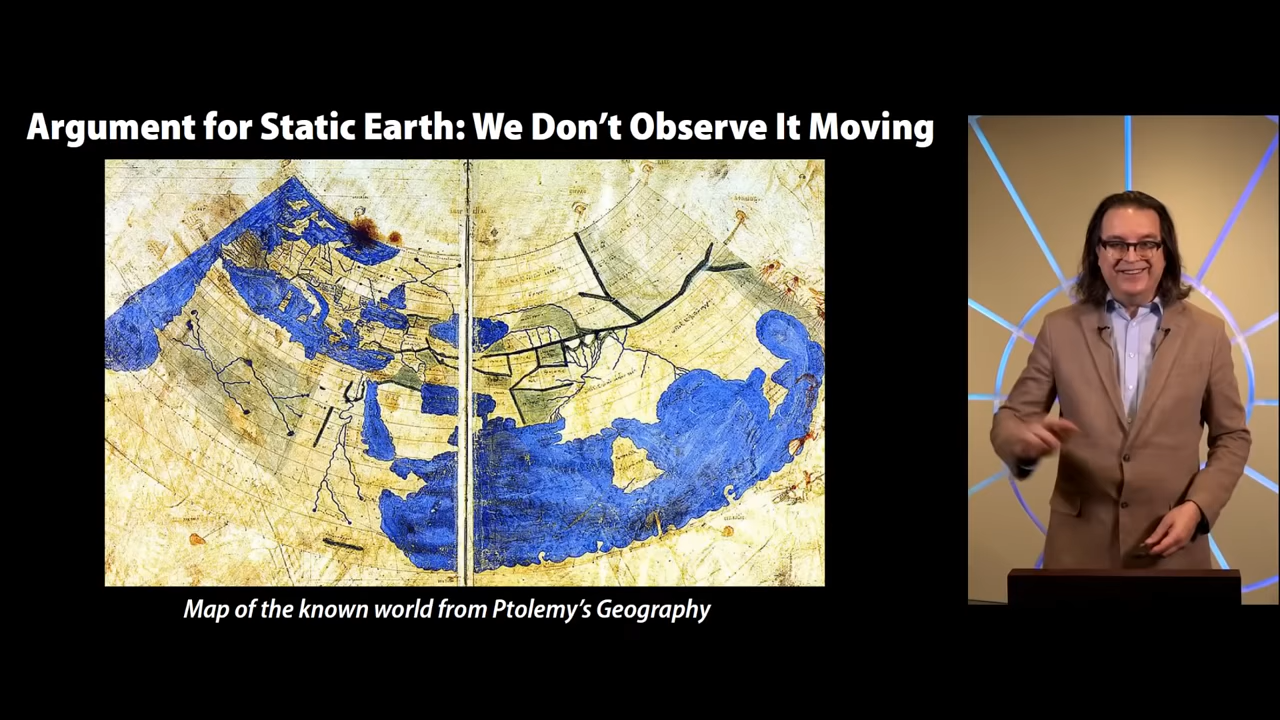 Argument for Static Earth: We Don’t Observe It Moving
Map of the known world from Ptolemy’s Geography